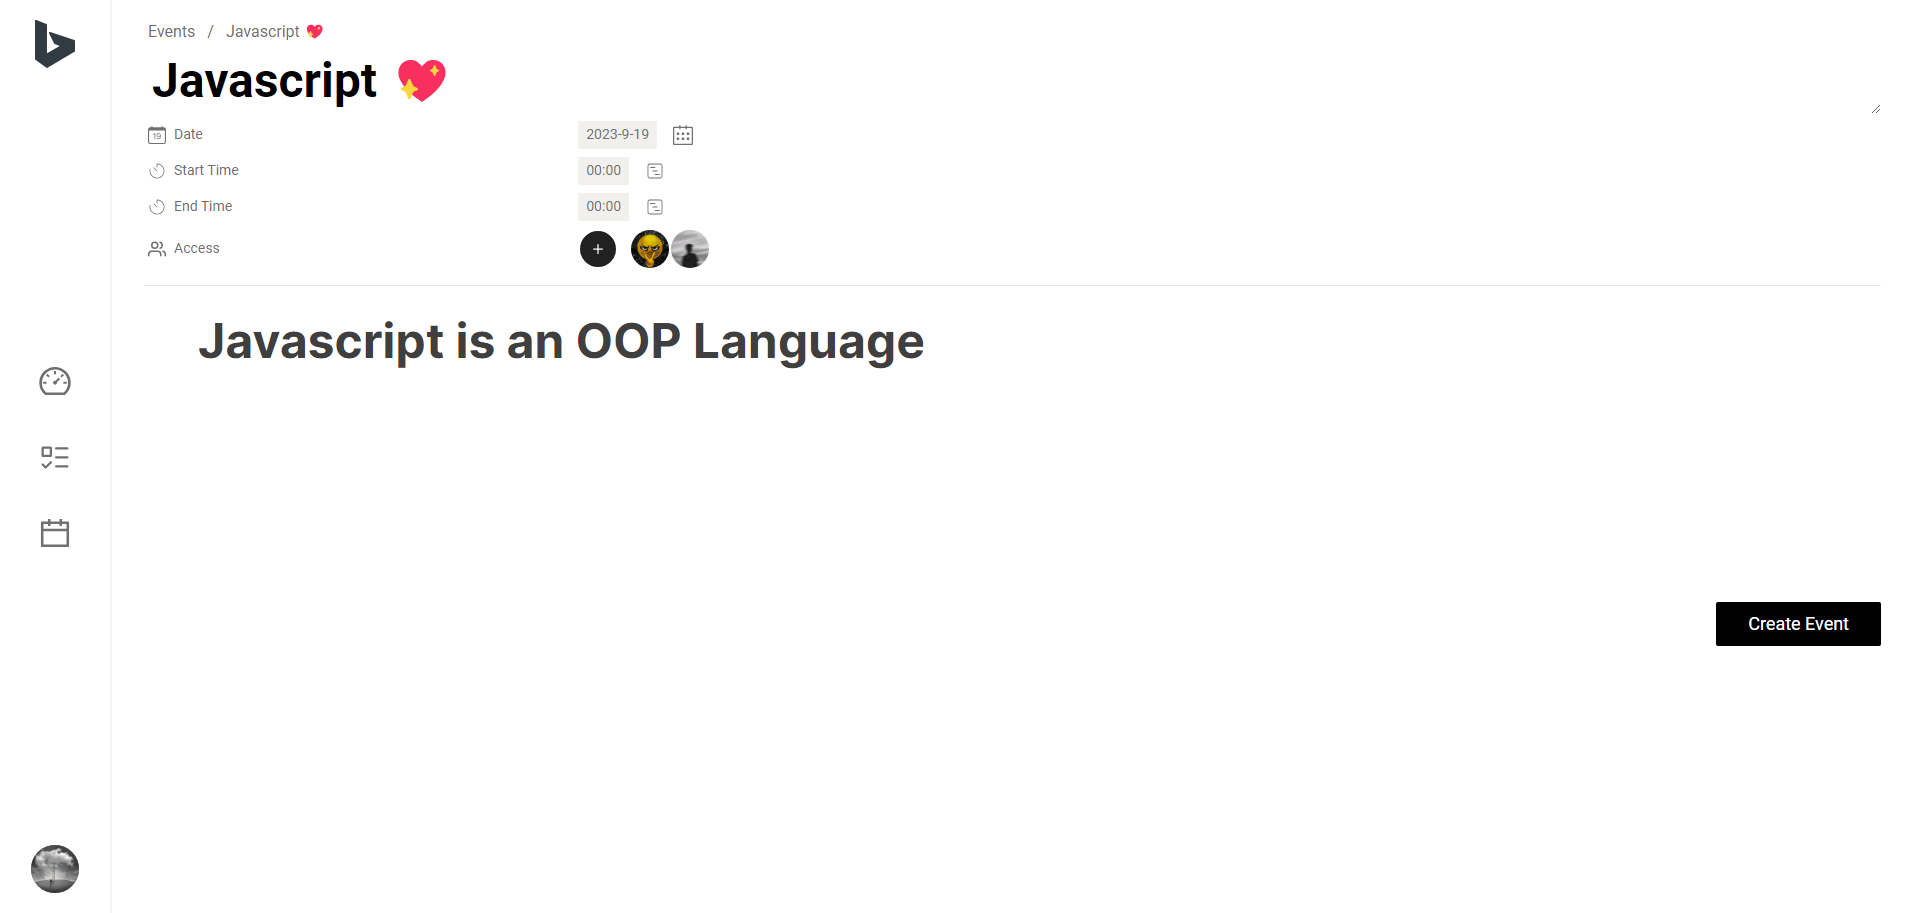 Events / Javascript 💖
Javascript 💖
19 Date 2023-9-19
Start Time 00:00
End Time 00:00
Access +
Javascript is an OOP Language
Create Event